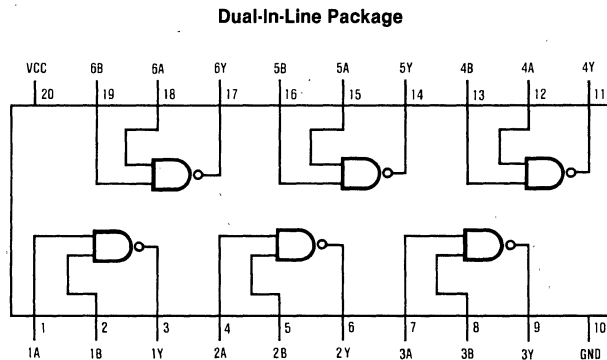 Dual-In-Line Package
VCC 6B 6A 6Y 5B 5A 5Y 4B 4A 4Y
20 19 18 17 16 15 14 13 12 11
1 2 3 4 5 6 7 8 9 10
1A 1B 1Y 2A 2B 2Y 3A 3B 3Y GND